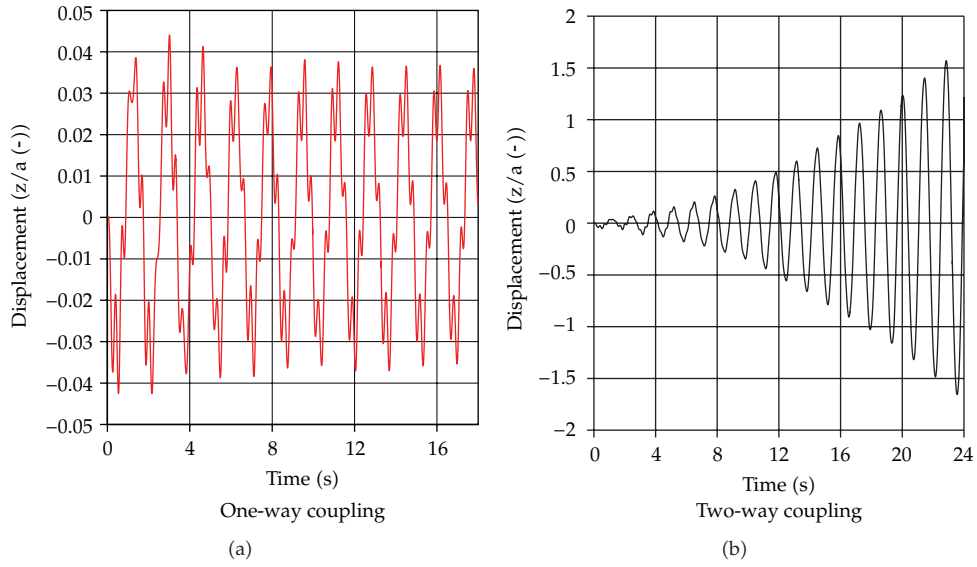 0.05
0.04
0.03
0.02
0.01
0
−0.01
−0.02
−0.03
−0.04
−0.05
Displacement (z/a (-))
0 4 8 12 16
Time (s)
One-way coupling
(a)
2
1.5
1
0.5
0
−0.5
−1
−1.5
−2
Displacement (z/a (-))
0 4 8 12 16 20 24
Time (s)
Two-way coupling
(b)